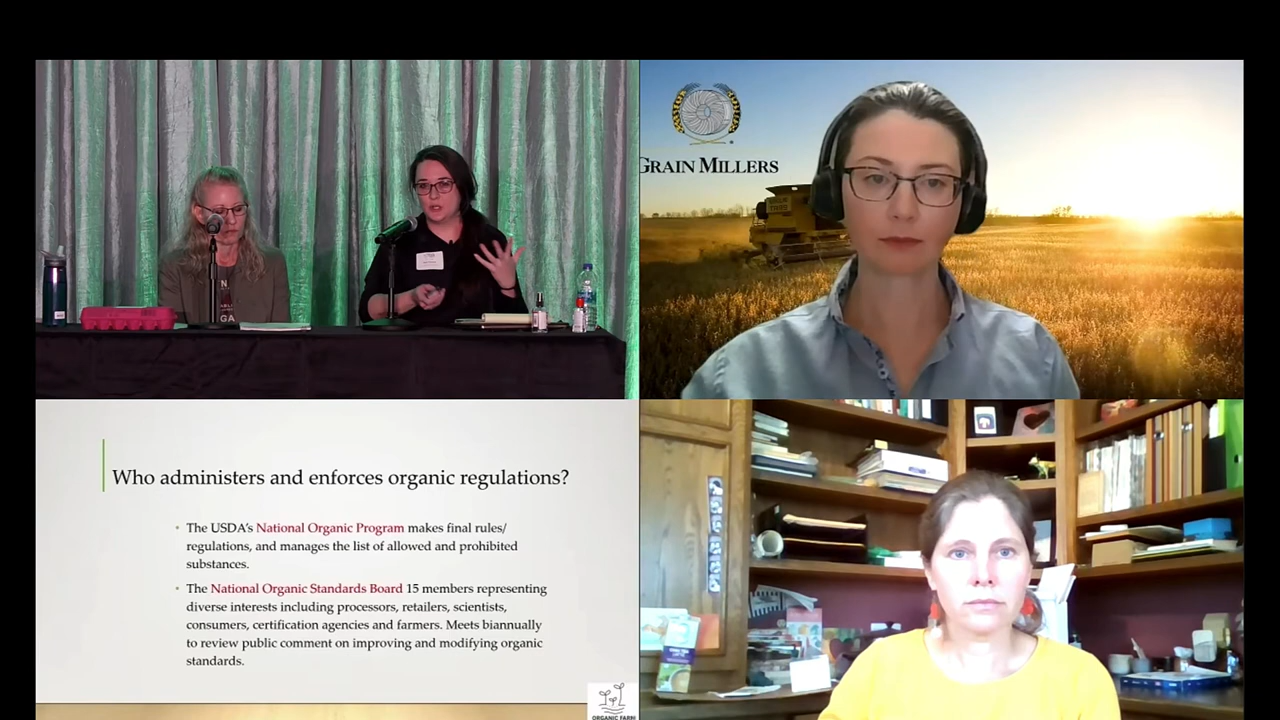 GRAIN MILLERS
Who administers and enforces organic regulations?
The USDA's National Organic Program makes final rules/
regulations, and manages the list of allowed and prohibited
substances.
The National Organic Standards Board 15 members representing
diverse interests including processors, retailers, scientists,
consumers, certification agencies and farmers. Meets biannually
to review public comment on improving and modifying organic
standards.
ORGANIC FARM